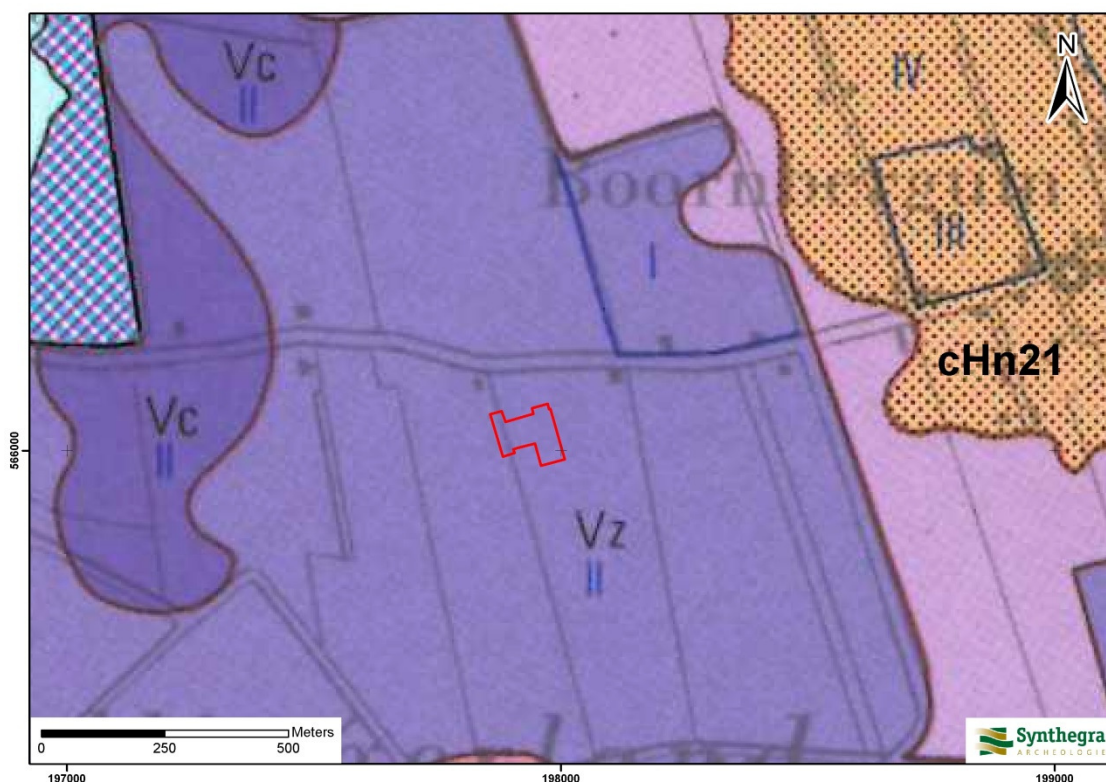 N
Vc
II
IV
Boornbergum
III
I
cHn21
Vc
II
566000
Vz
II
0 250 500 Meters
Synthegra
ARCHEOLOGIE
197000 198000 199000